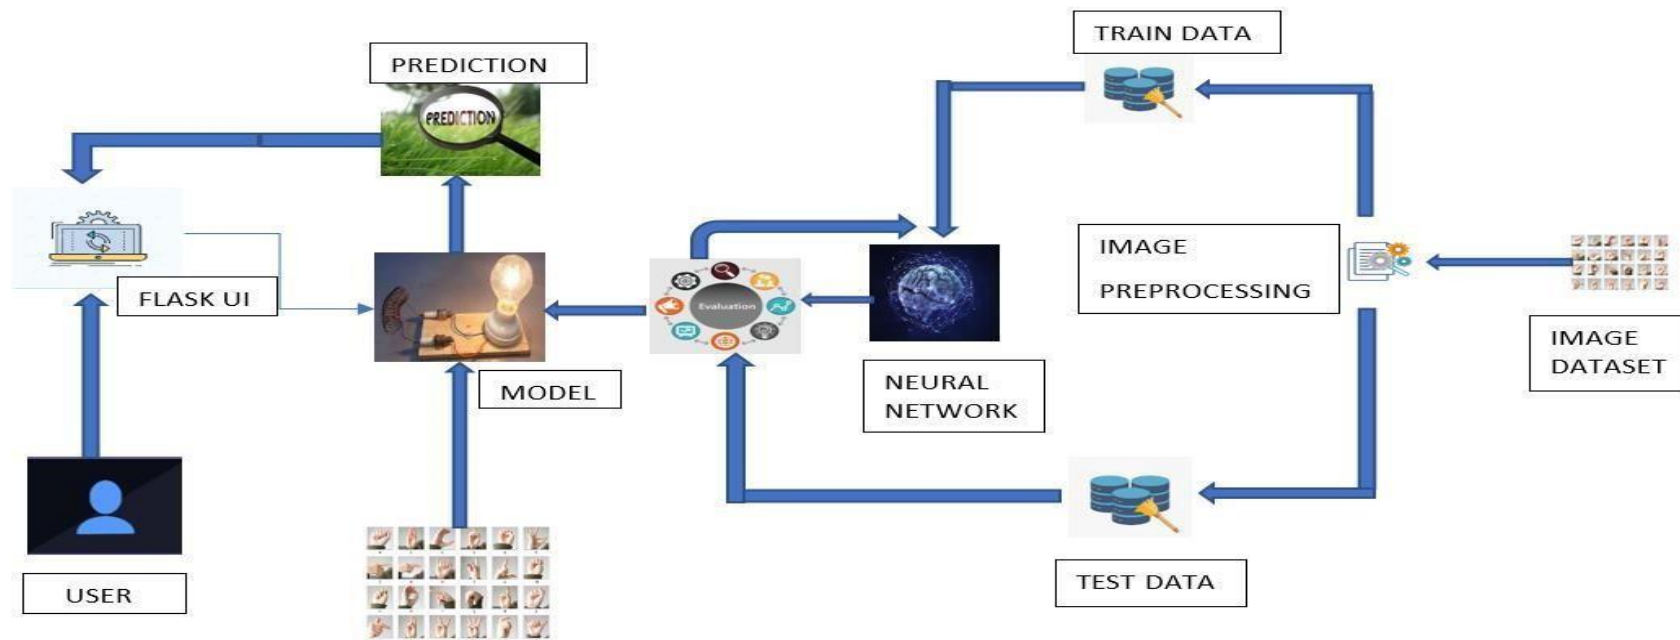 TRAIN DATA
PREDICTION
PREDICTION
FLASK UI
Evaluation
IMAGE
PREPROCESSING
IMAGE
DATASET
MODEL
NEURAL
NETWORK
USER
TEST DATA